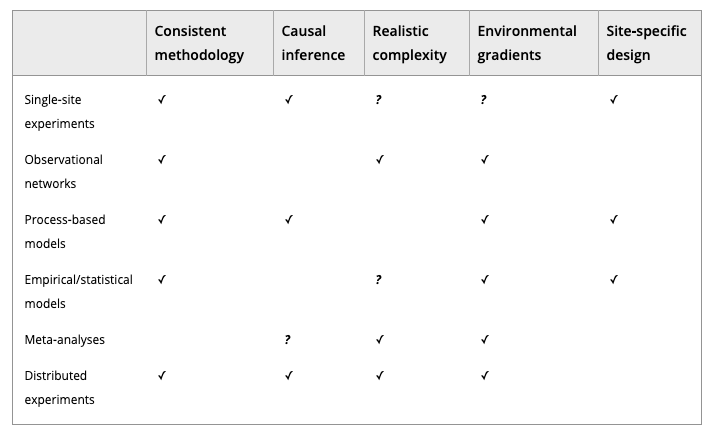 Consistent methodology Causal inference Realistic complexity Environmental gradients Site-specific design
Single-site experiments ✓ ✓ ? ? ✓
Observational networks ✓ ✓ ✓
Process-based models ✓ ✓ ✓ ✓
Empirical/statistical models ✓ ? ✓ ✓
Meta-analyses ? ✓ ✓
Distributed experiments ✓ ✓ ✓ ✓